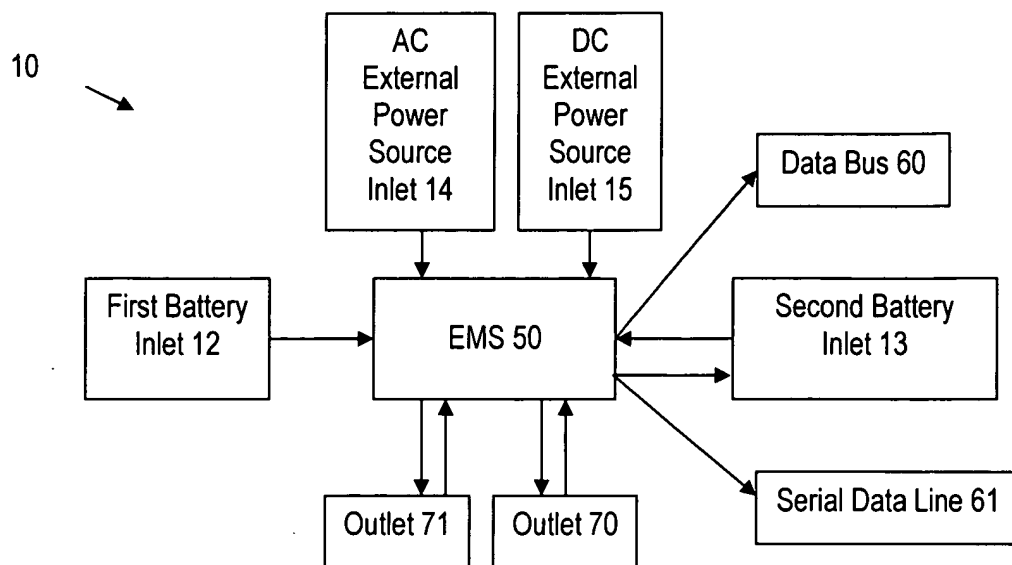 10
AC
External
Power
Source
Inlet 14
DC
External
Power
Source
Inlet 15
Data Bus 60
First Battery
Inlet 12
EMS 50
Second Battery
Inlet 13
Outlet 71
Outlet 70
Serial Data Line 61